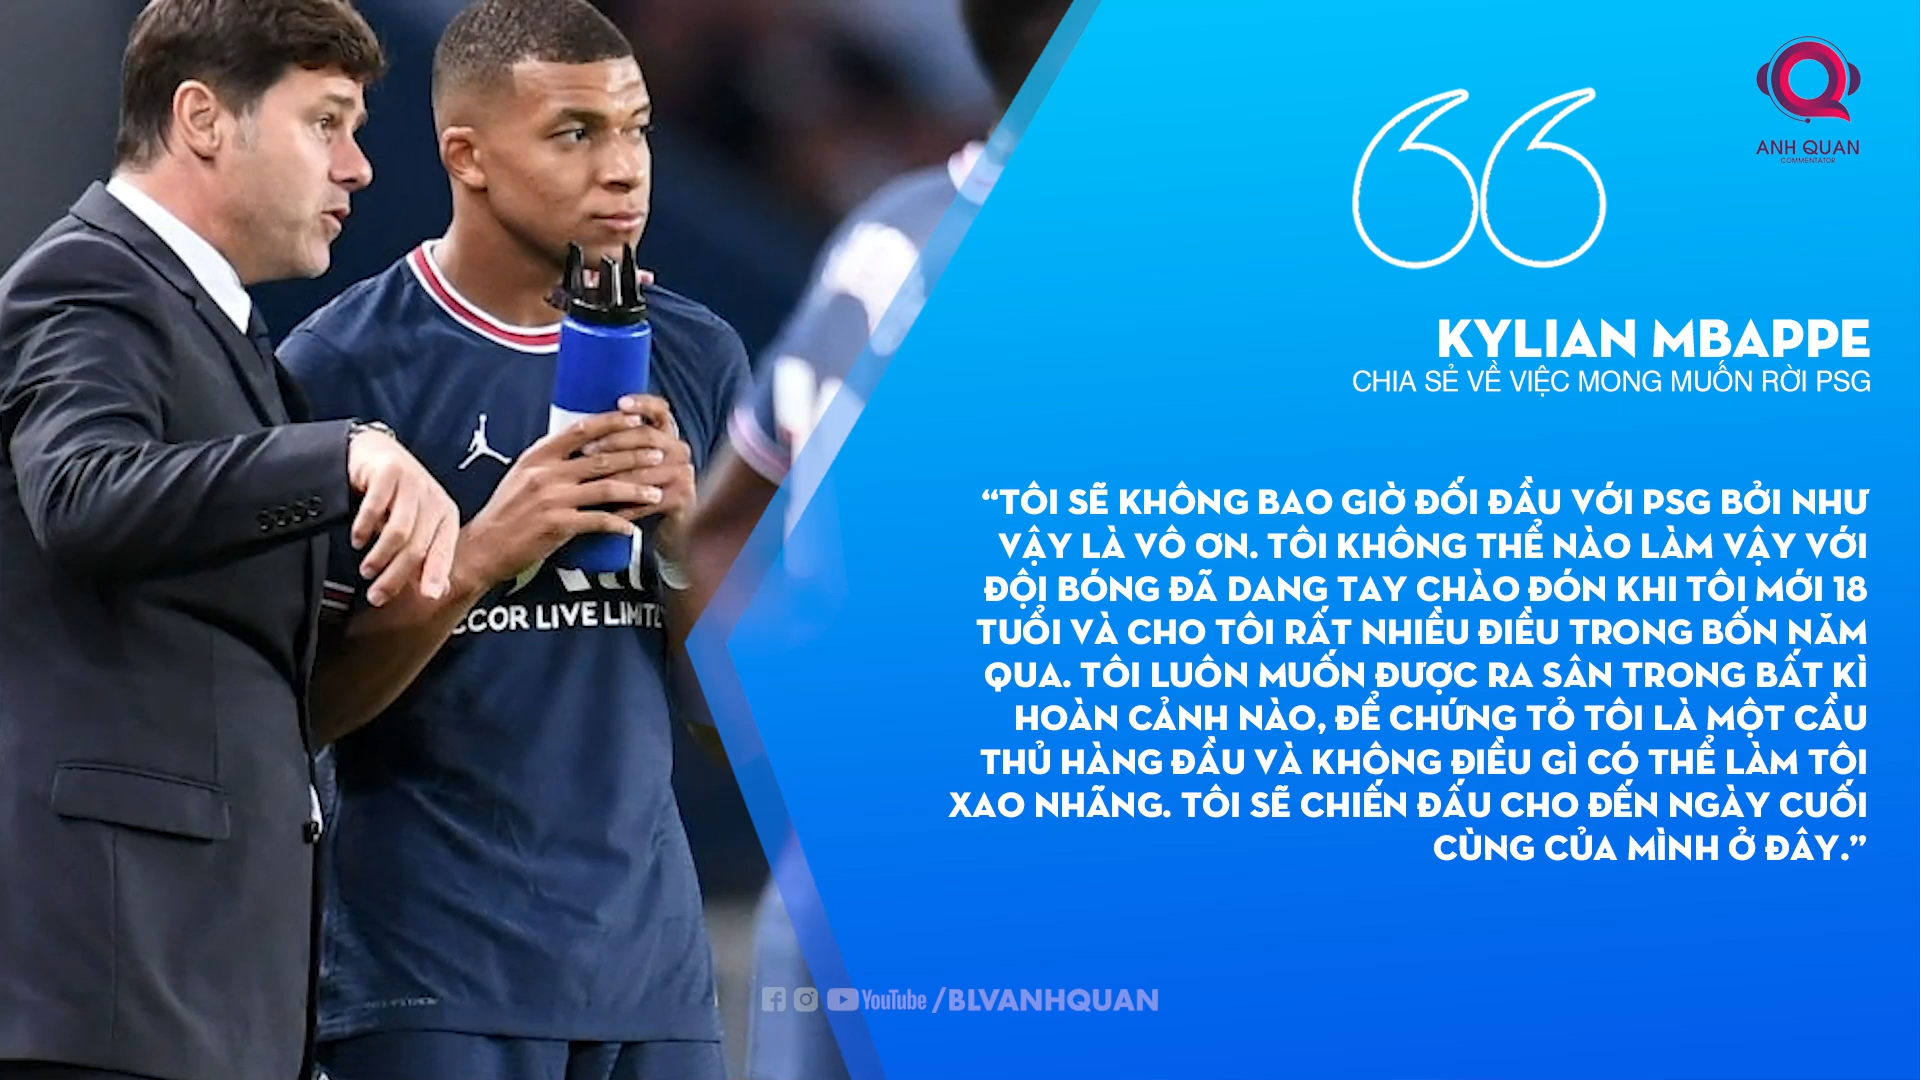 ANH QUAN
COMMENTATOR
KYLIAN MBAPPE
CHIA SẺ VỀ VIỆC MONG MUỐN RỜI PSG
“TÔI SẼ KHÔNG BAO GIỜ ĐỐI ĐẦU VỚI PSG BỞI NHƯ
VẬY LÀ VÔ ƠN. TÔI KHÔNG THỂ NÀO LÀM VẬY VỚI
ĐỘI BÓNG ĐÃ DANG TAY CHÀO ĐÓN KHI TÔI MỚI 18
TUỔI VÀ CHO TÔI RẤT NHIỀU ĐIỀU TRONG BỐN NĂM
QUA. TÔI LUÔN MUỐN ĐƯỢC RA SÂN TRONG BẤT KÌ
HOÀN CẢNH NÀO, ĐỂ CHỨNG TỎ TÔI LÀ MỘT CẦU
THỦ HÀNG ĐẦU VÀ KHÔNG ĐIỀU GÌ CÓ THỂ LÀM TÔI
XAO NHÃNG. TÔI SẼ CHIẾN ĐẤU CHO ĐẾN NGÀY CUỐI
CÙNG CỦA MÌNH Ở ĐÂY.”
CCOR LIVE LIMIT
YouTube /BLVANHQUAN